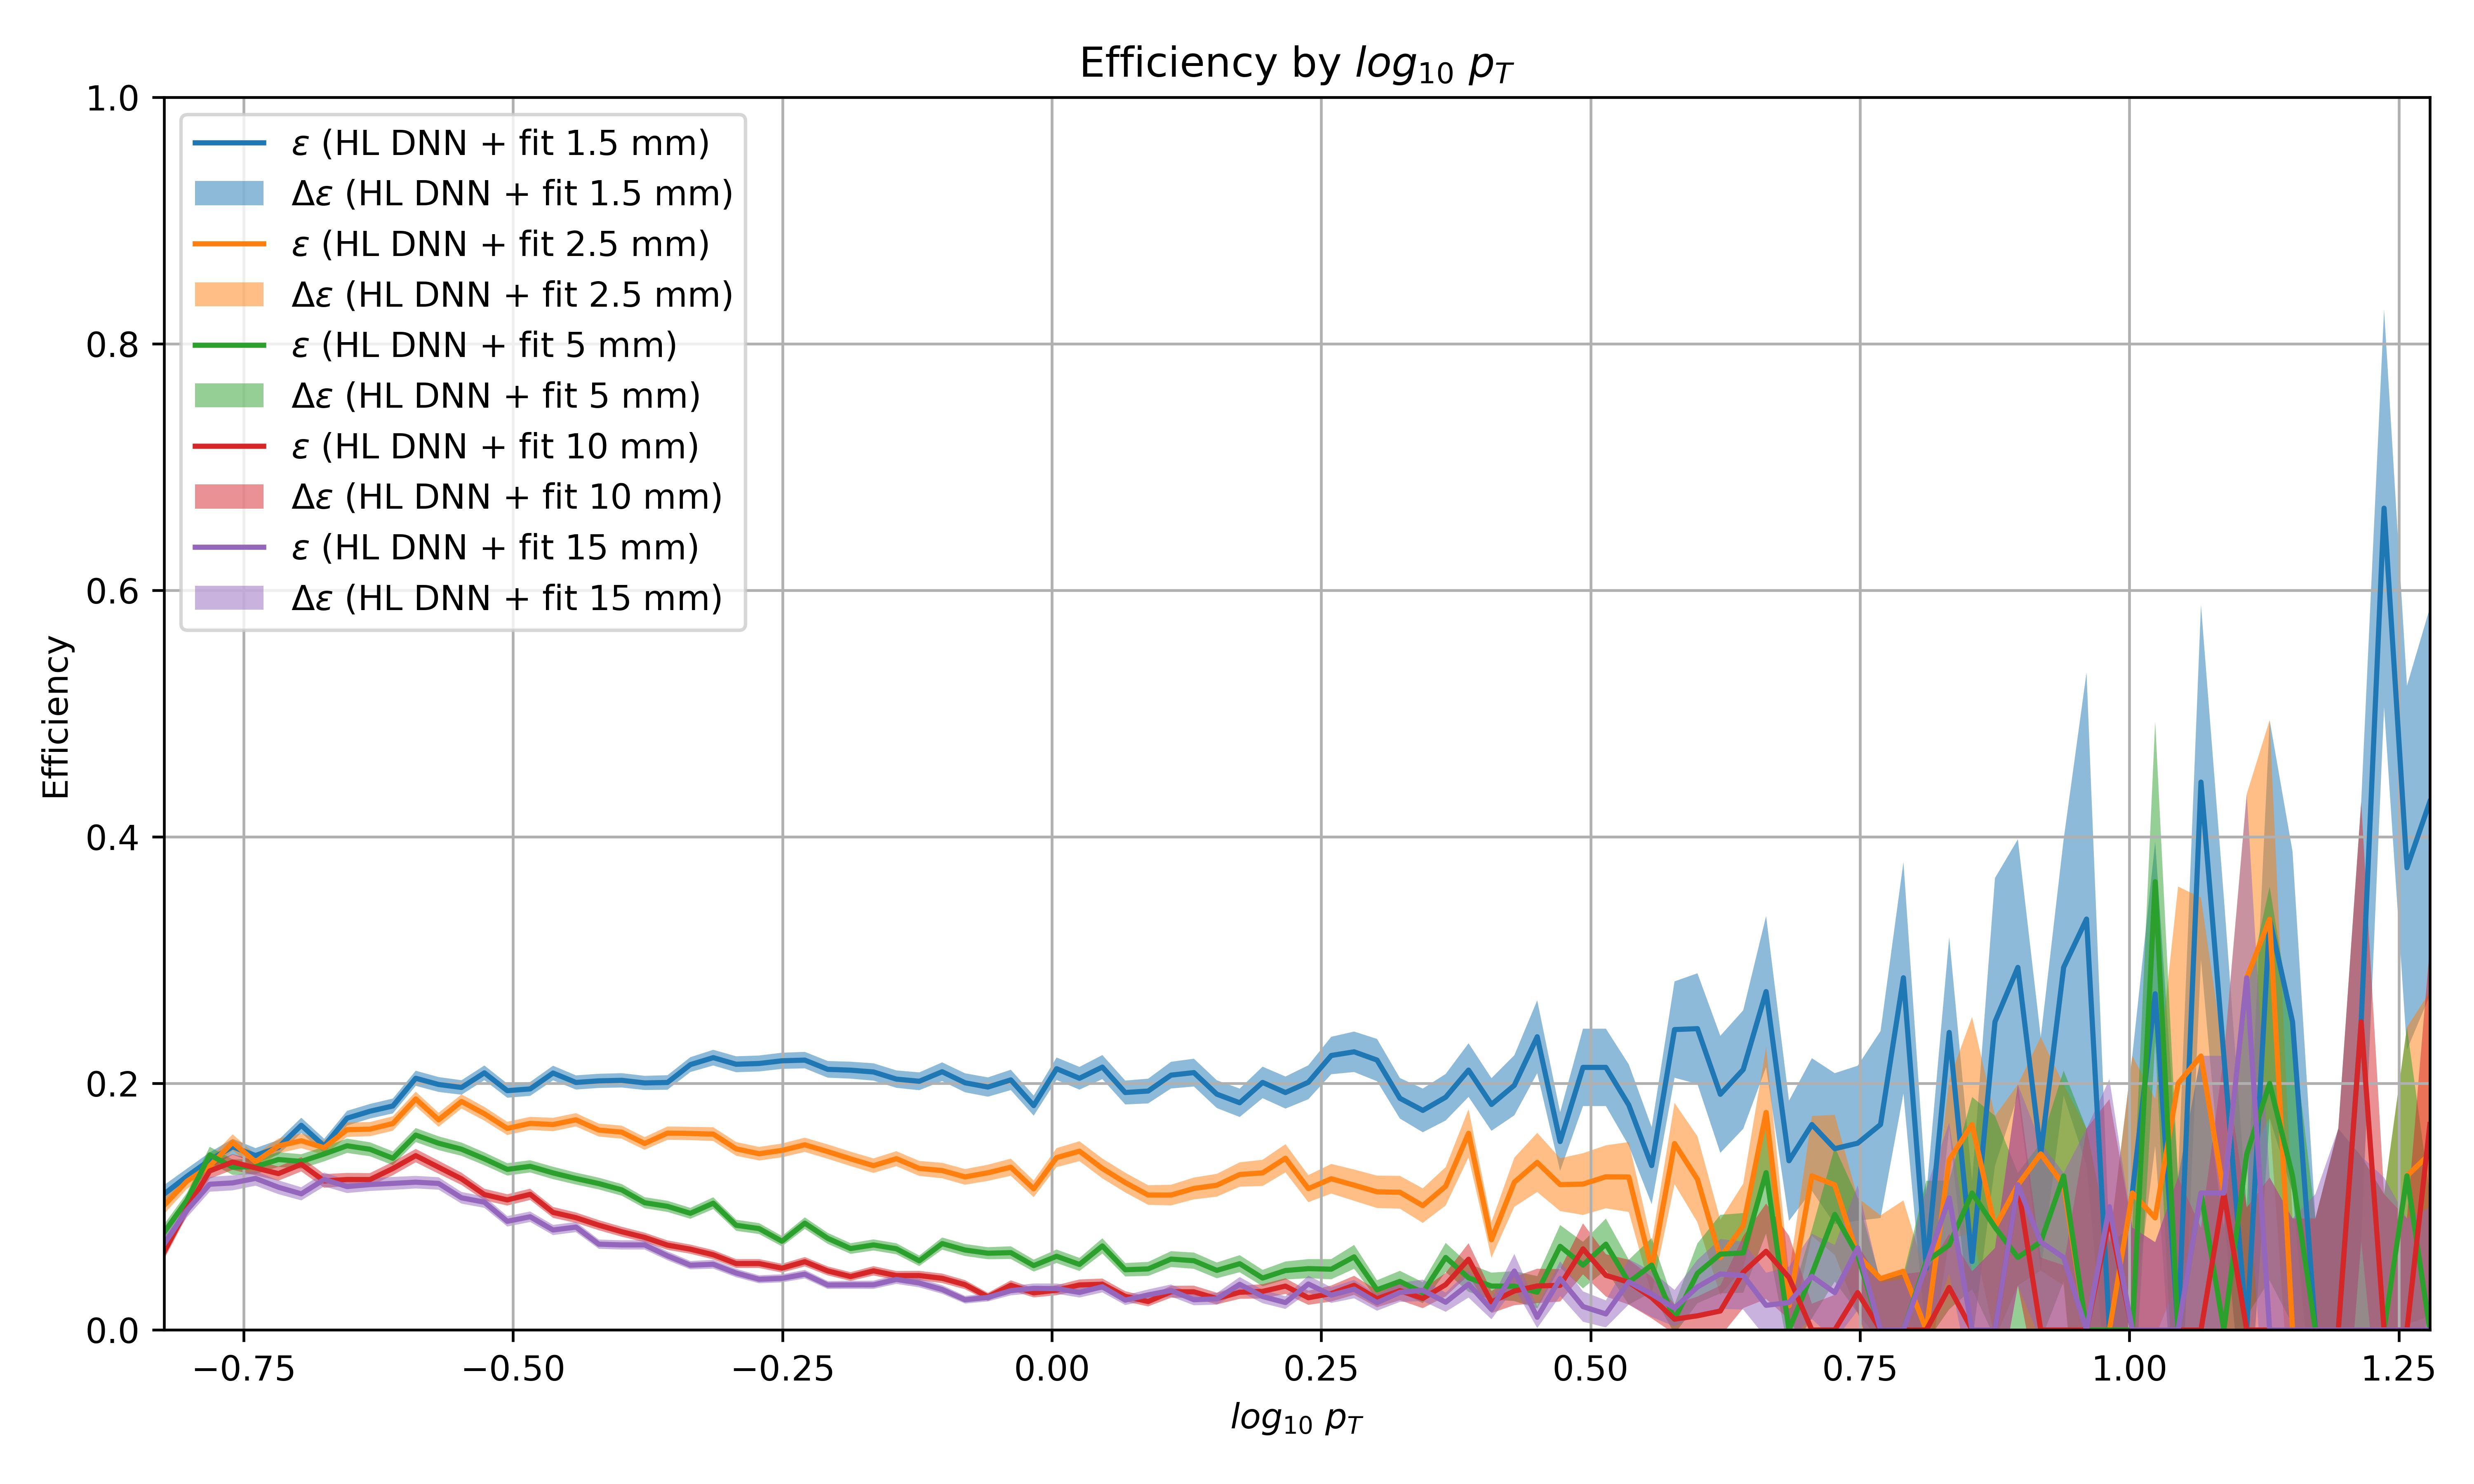 Efficiency by log₁₀ p_T
1.0
0.8
0.6
0.4
0.2
0.0
Efficiency
ε (HL DNN + fit 1.5 mm)
Δε (HL DNN + fit 1.5 mm)
ε (HL DNN + fit 2.5 mm)
Δε (HL DNN + fit 2.5 mm)
ε (HL DNN + fit 5 mm)
Δε (HL DNN + fit 5 mm)
ε (HL DNN + fit 10 mm)
Δε (HL DNN + fit 10 mm)
ε (HL DNN + fit 15 mm)
Δε (HL DNN + fit 15 mm)
−0.75 −0.50 −0.25 0.00 0.25 0.50 0.75 1.00 1.25
log₁₀ p_T